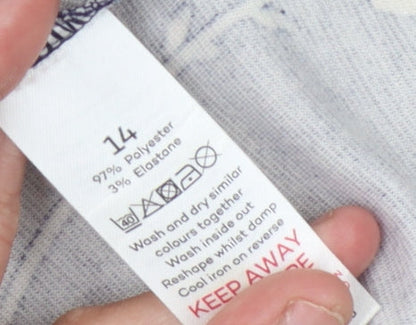 14
97% Polyester
3% Elastane
40
Wash and dry similar
colours together
Wash inside out
Reshape whilst damp
Cool iron on reverse
KEEP AWAY